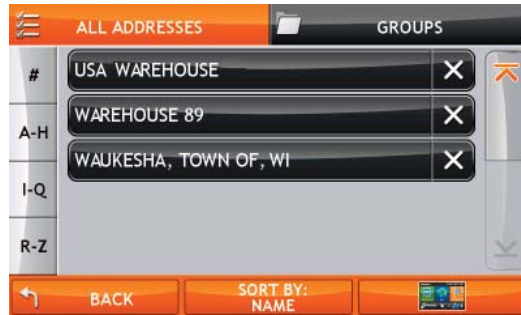 ALL ADDRESSES
GROUPS
#
USA WAREHOUSE
WAREHOUSE 89
A-H
WAUKESHA, TOWN OF, WI
I-Q
R-Z
BACK
SORT BY:
NAME